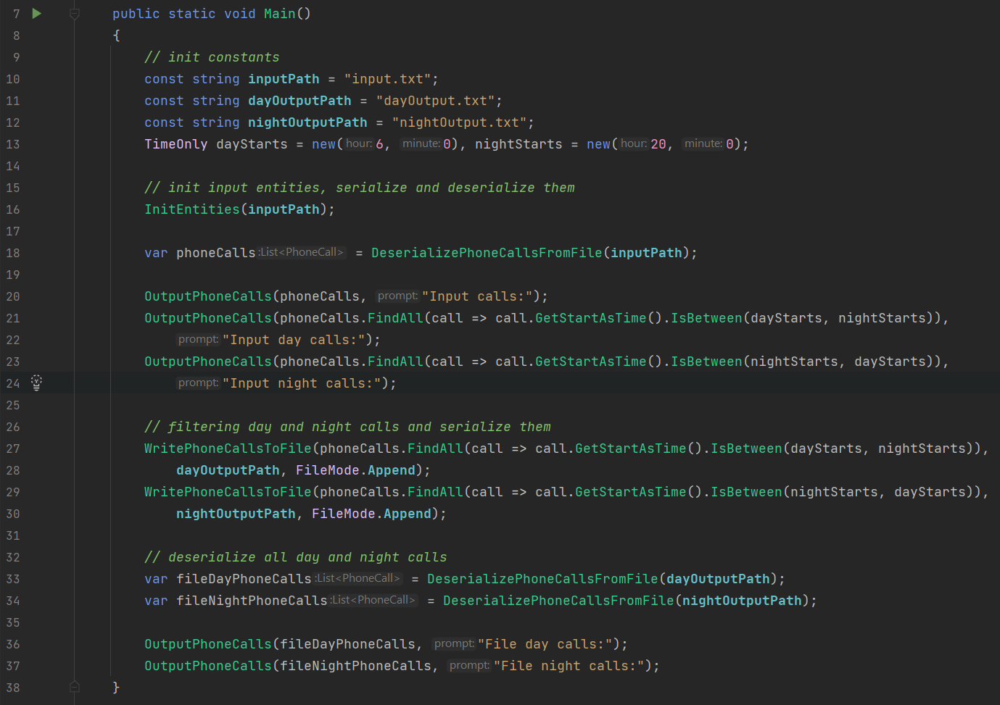 7 public static void Main()
8 {
9 // init constants
10 const string inputPath = "input.txt";
11 const string dayOutputPath = "dayOutput.txt";
12 const string nightOutputPath = "nightOutput.txt";
13 TimeOnly dayStarts = new(hour:6, minute:0), nightStarts = new(hour:20, minute:0);
14
15 // init input entities, serialize and deserialize them
16 InitEntities(inputPath);
17
18 var phoneCalls:List<PhoneCall> = DeserializePhoneCallsFromFile(inputPath);
19
20 OutputPhoneCalls(phoneCalls, prompt:"Input calls:");
21 OutputPhoneCalls(phoneCalls.FindAll(call => call.GetStartAsTime().IsBetween(dayStarts, nightStarts)),
22 prompt:"Input day calls:");
23 OutputPhoneCalls(phoneCalls.FindAll(call => call.GetStartAsTime().IsBetween(nightStarts, dayStarts)),
24 prompt:"Input night calls:");
25
26 // filtering day and night calls and serialize them
27 WritePhoneCallsToFile(phoneCalls.FindAll(call => call.GetStartAsTime().IsBetween(dayStarts, nightStarts)),
28 dayOutputPath, FileMode.Append);
29 WritePhoneCallsToFile(phoneCalls.FindAll(call => call.GetStartAsTime().IsBetween(nightStarts, dayStarts)),
30 nightOutputPath, FileMode.Append);
31
32 // deserialize all day and night calls
33 var fileDayPhoneCalls:List<PhoneCall> = DeserializePhoneCallsFromFile(dayOutputPath);
34 var fileNightPhoneCalls:List<PhoneCall> = DeserializePhoneCallsFromFile(nightOutputPath);
35
36 OutputPhoneCalls(fileDayPhoneCalls, prompt:"File day calls:");
37 OutputPhoneCalls(fileNightPhoneCalls, prompt:"File night calls:");
38 }